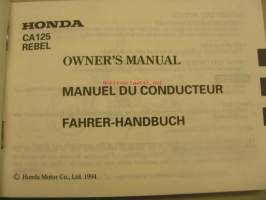 HONDA
CA125
REBEL
OWNER'S MANUAL
MANUEL DU CONDUCTEUR
FAHRER-HANDBUCH
© Honda Motor Co., Ltd. 1994